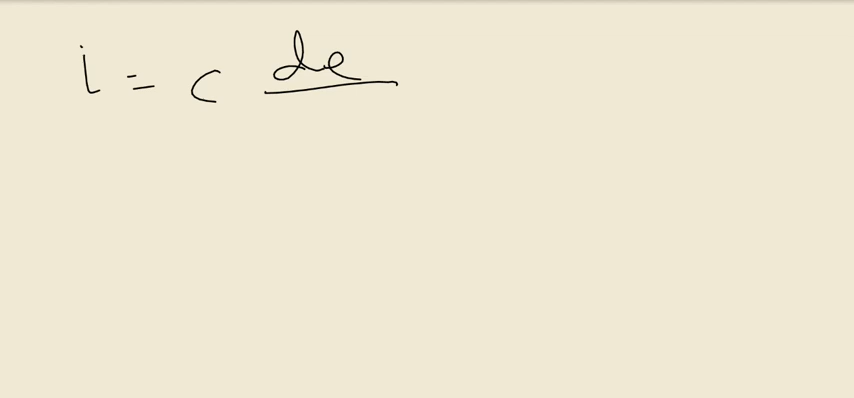 i = c de